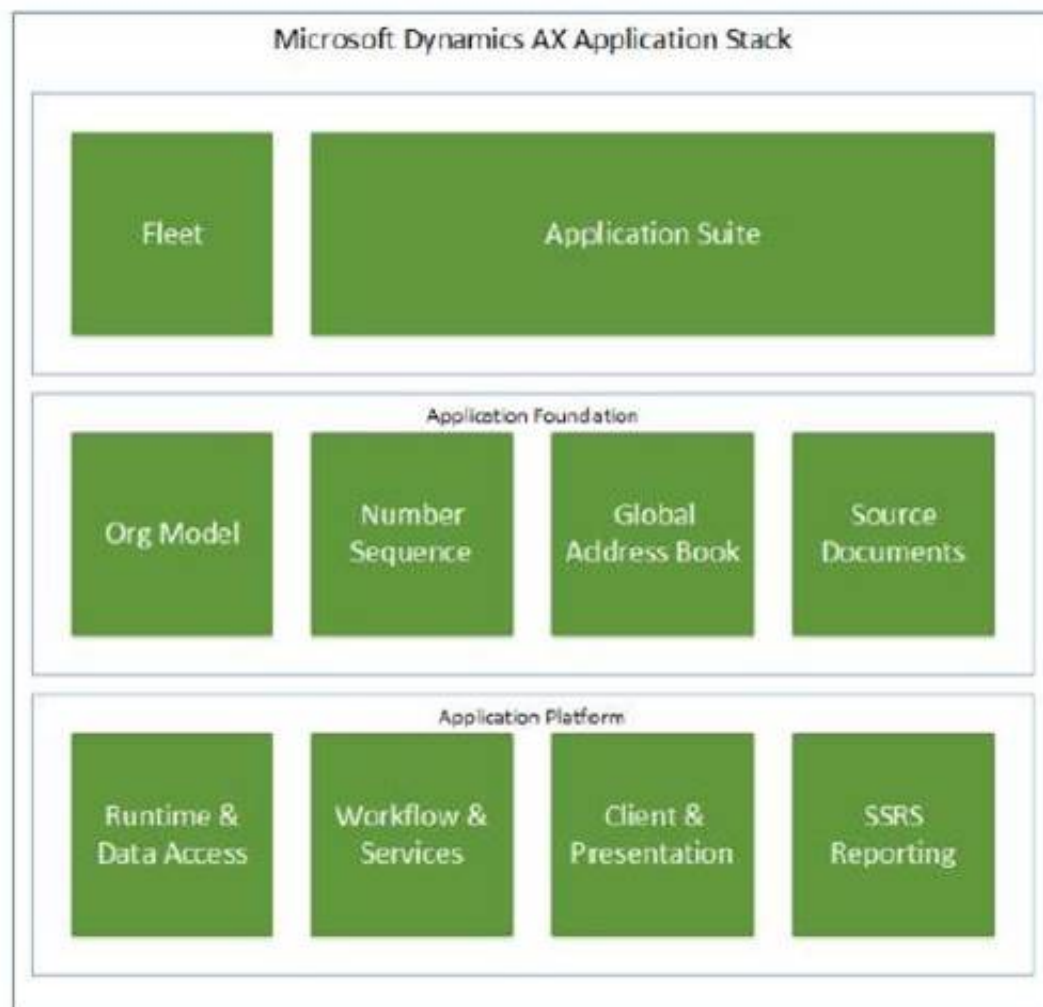 Microsoft Dynamics AX Application Stack
Fleet
Application Suite
Application Foundation
Org Model
Number
Sequence
Global
Address Book
Source
Documents
Application Platform
Runtime &
Data Access
Workflow &
Services
Client &
Presentation
SSRS
Reporting